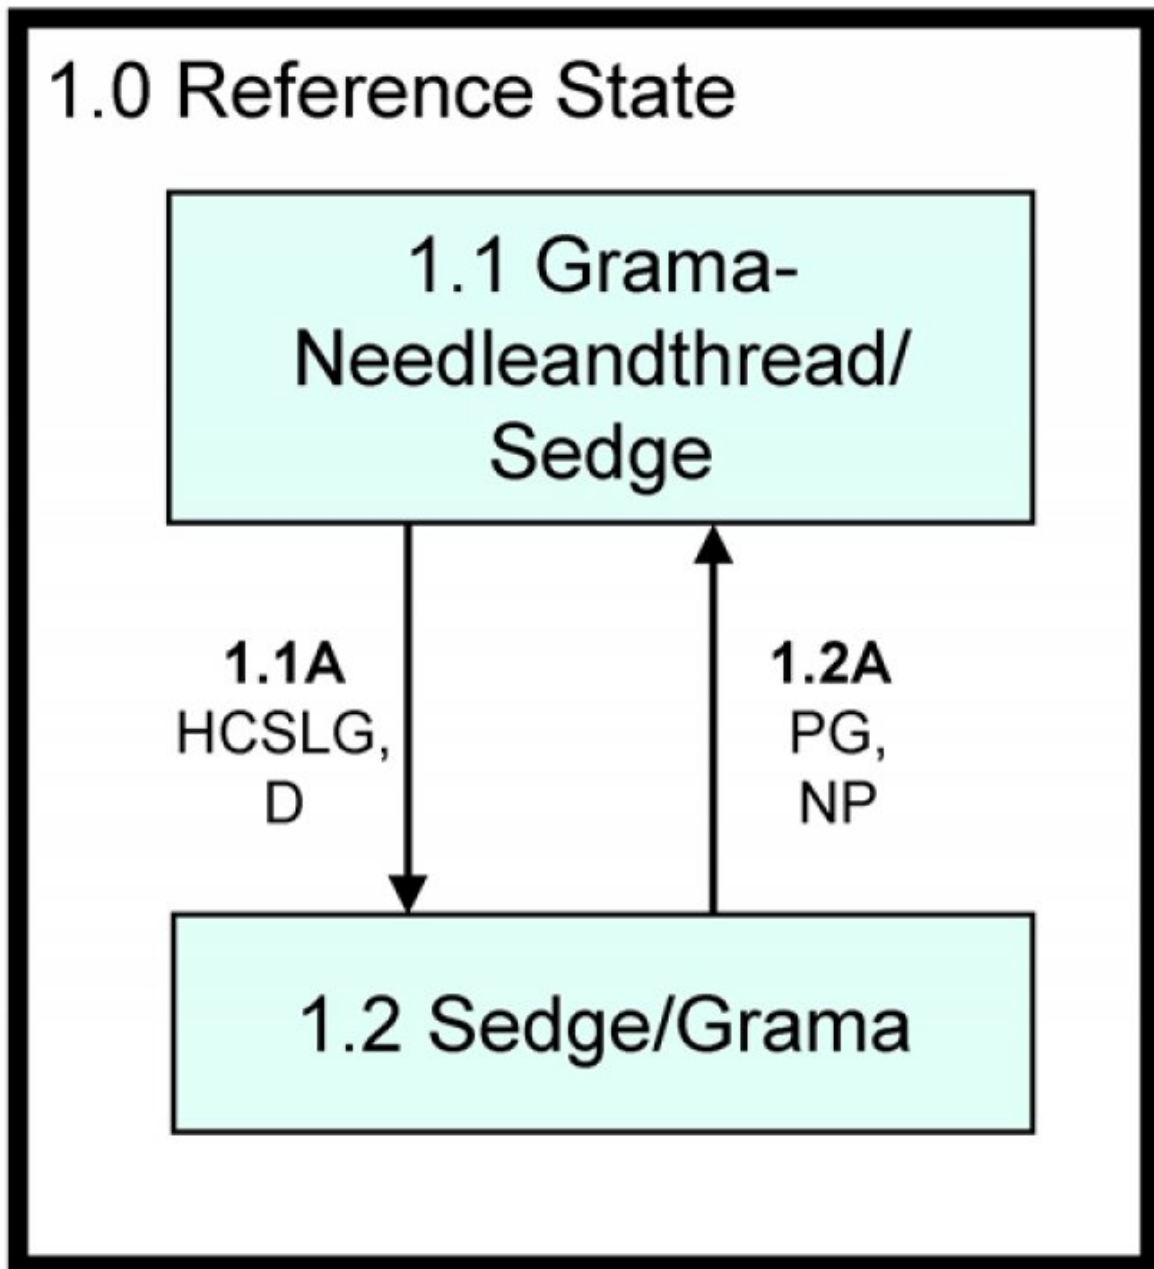 1.0 Reference State
1.1 Grama-
Needleandthread/
Sedge
1.1A
HCSLG,
D
1.2A
PG,
NP
1.2 Sedge/Grama